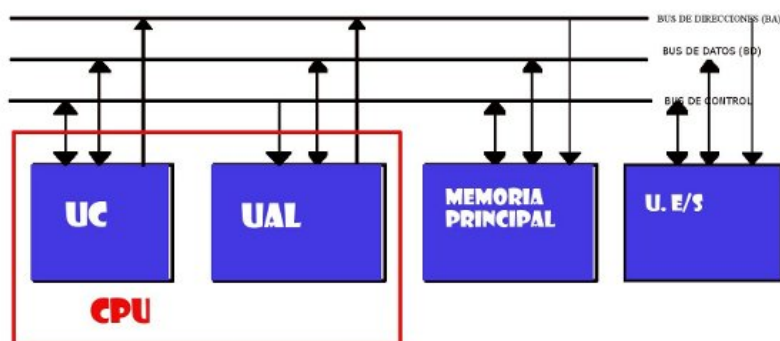 BUS DE DIRECCIONES (BA)
BUS DE DATOS (BD)
BUS DE CONTROL
UC
UAL
MEMORIA
PRINCIPAL
U. E/S
CPU